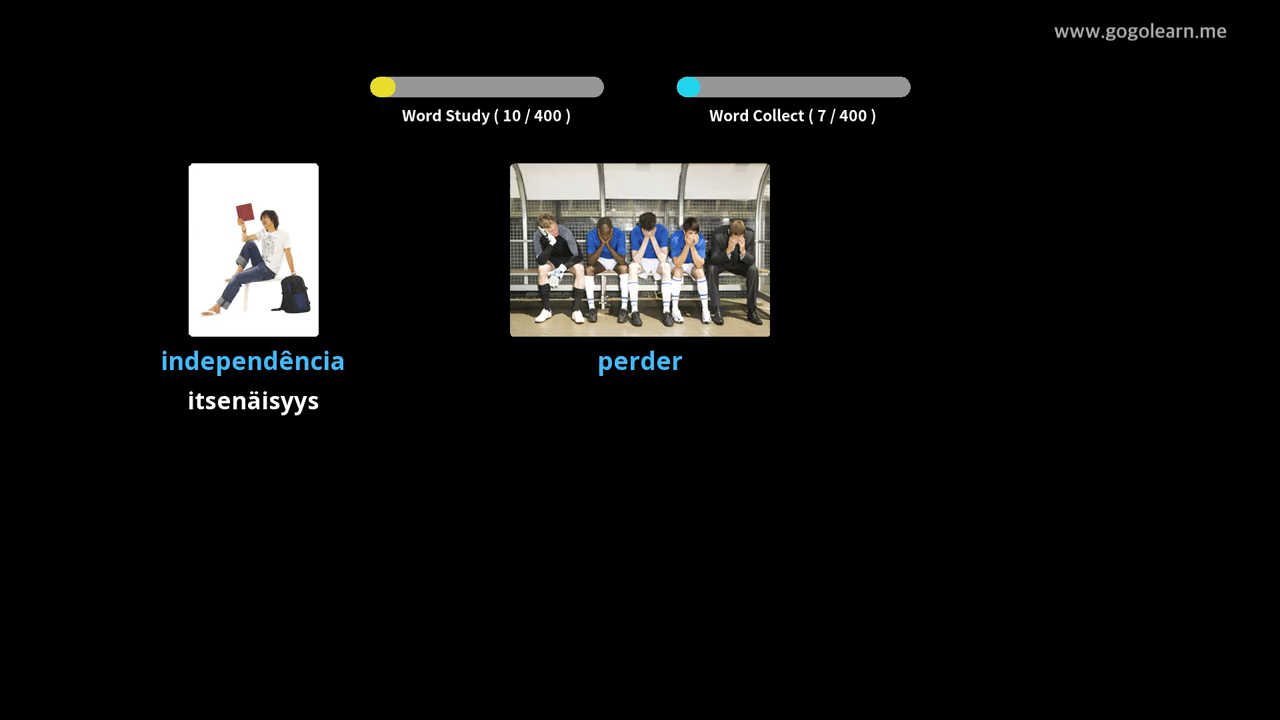 www.gogolearn.me
Word Study ( 10 / 400 )
Word Collect ( 7 / 400 )
independência
perder
itsenäisyys